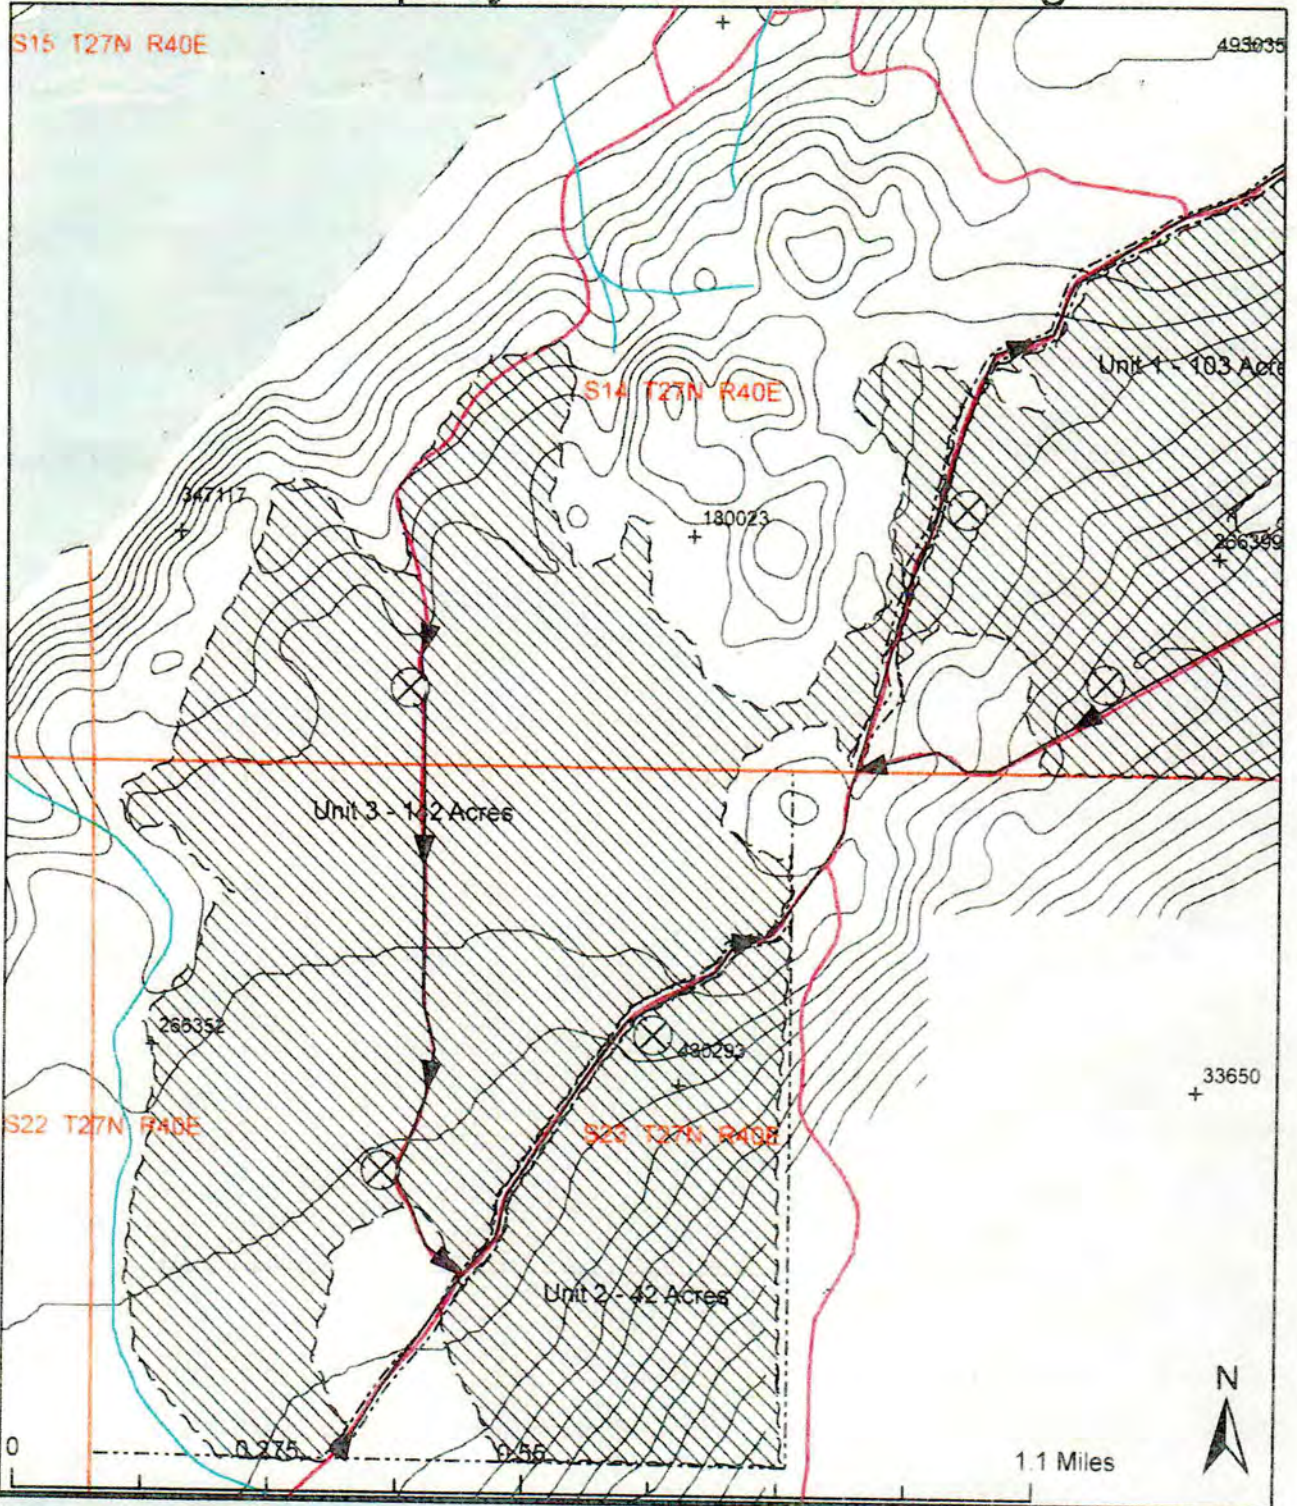 S15 T27N R40E
493035
Unit 1 - 103 Acre
S14 T27N R40E
347117
180023
266399
Unit 3 - 142 Acres
266352
436293
33650
S22 T27N R40E
S23 T27N R40E
Unit 2 - 42 Acres
N
0
0.275
0.55
1.1 Miles